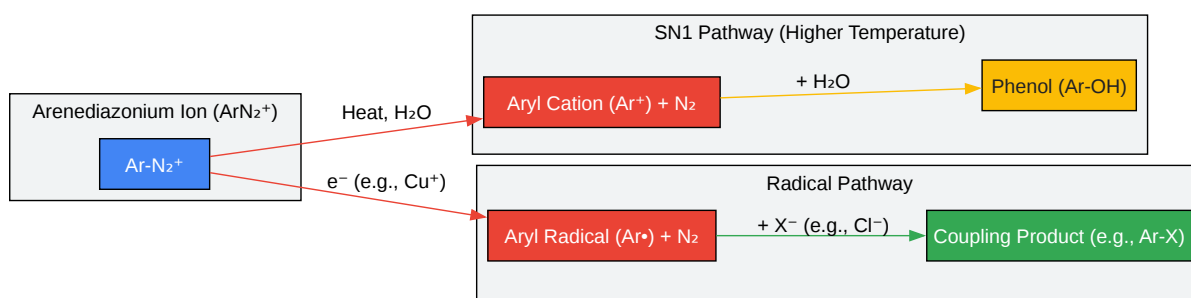 SN1 Pathway (Higher Temperature)
Arenediazonium Ion (ArN₂⁺)
Ar-N₂⁺
Heat, H₂O
Aryl Cation (Ar⁺) + N₂
+ H₂O
Phenol (Ar-OH)
e⁻ (e.g., Cu⁺)
Radical Pathway
Aryl Radical (Ar•) + N₂
+ X⁻ (e.g., Cl⁻)
Coupling Product (e.g., Ar-X)